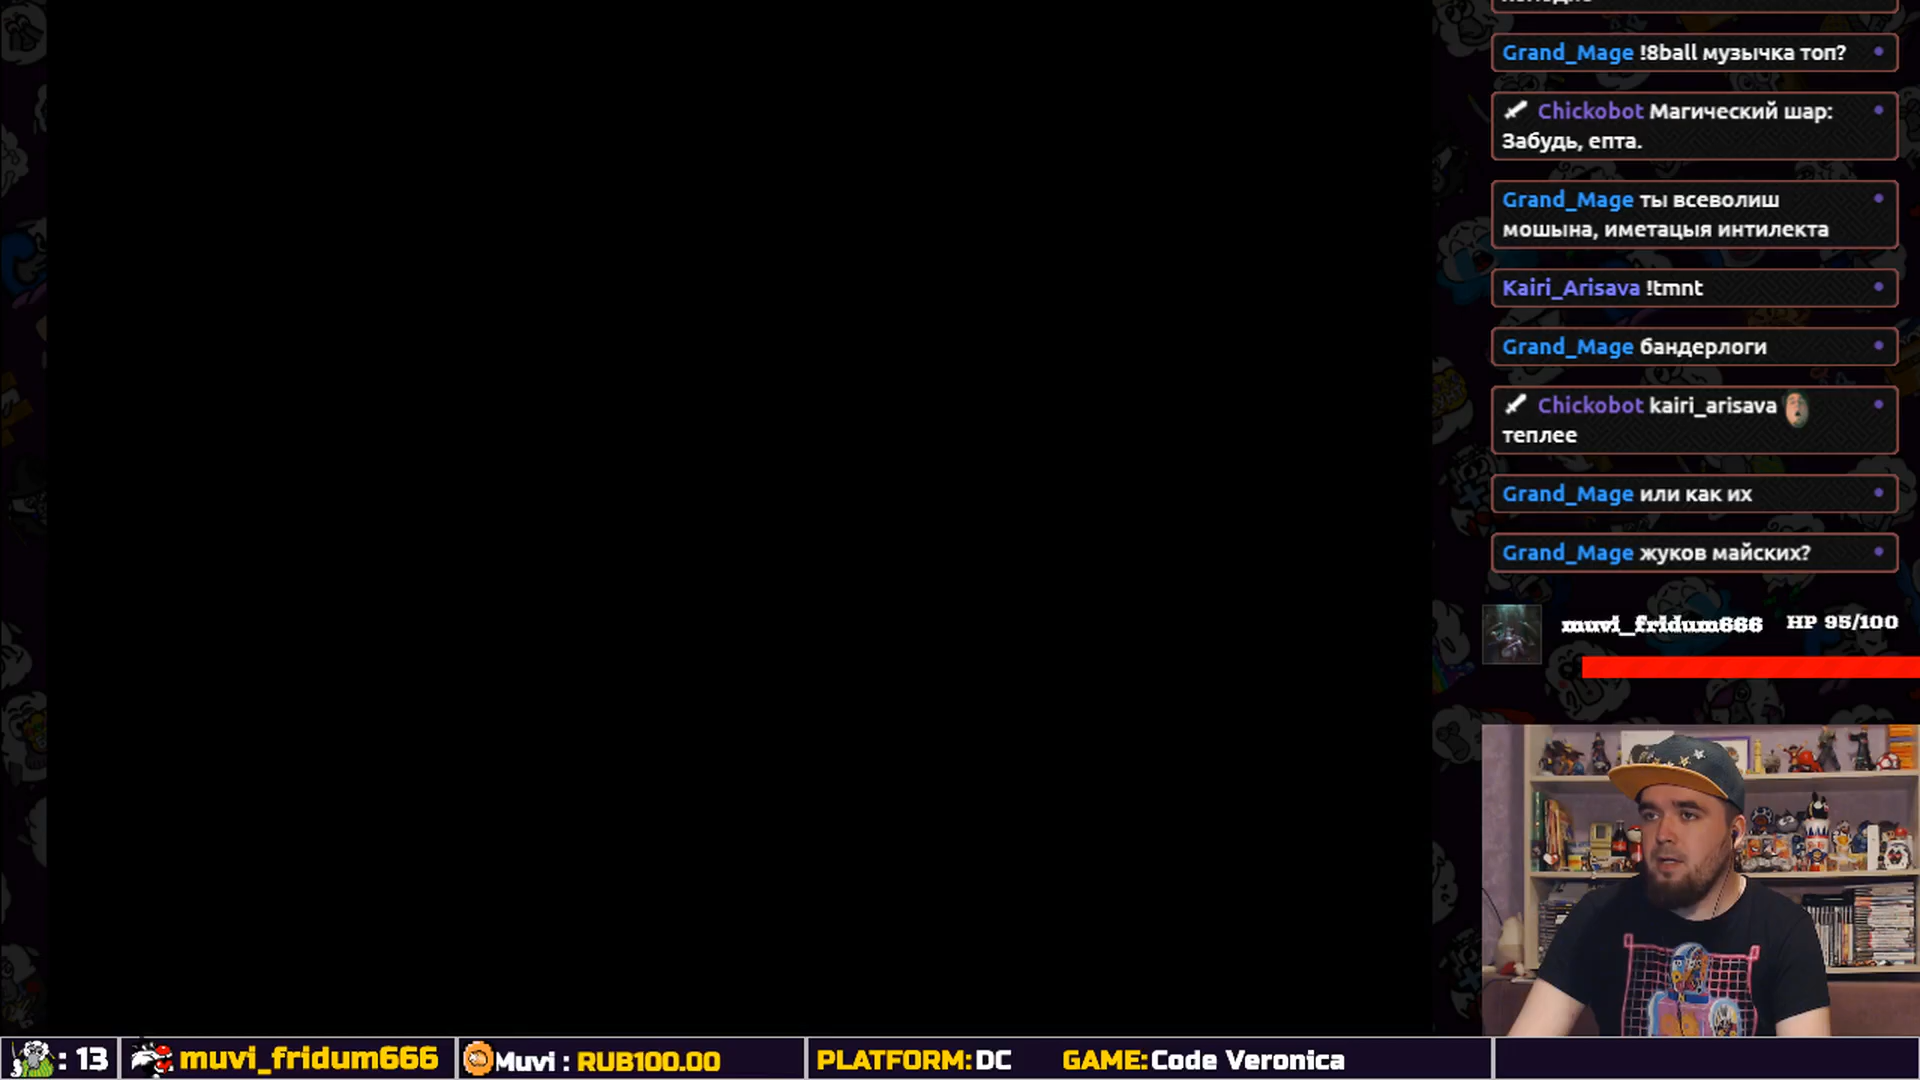 Grand_Mage !8ball музычка топ?
Chickobot Магический шар:
Забудь, епта.
Grand_Mage ты всеволиш
мошына, иметацыя интилекта
Kairi_Arisava !tmnt
Grand_Mage бандерлоги
Chickobot kairi_arisava
теплее
Grand_Mage или как их
Grand_Mage жуков майских?
muvi_fridum666 HP 95/100
: 13
muvi_fridum666
Muvi : RUB100.00
PLATFORM: DC
GAME: Code Veronica